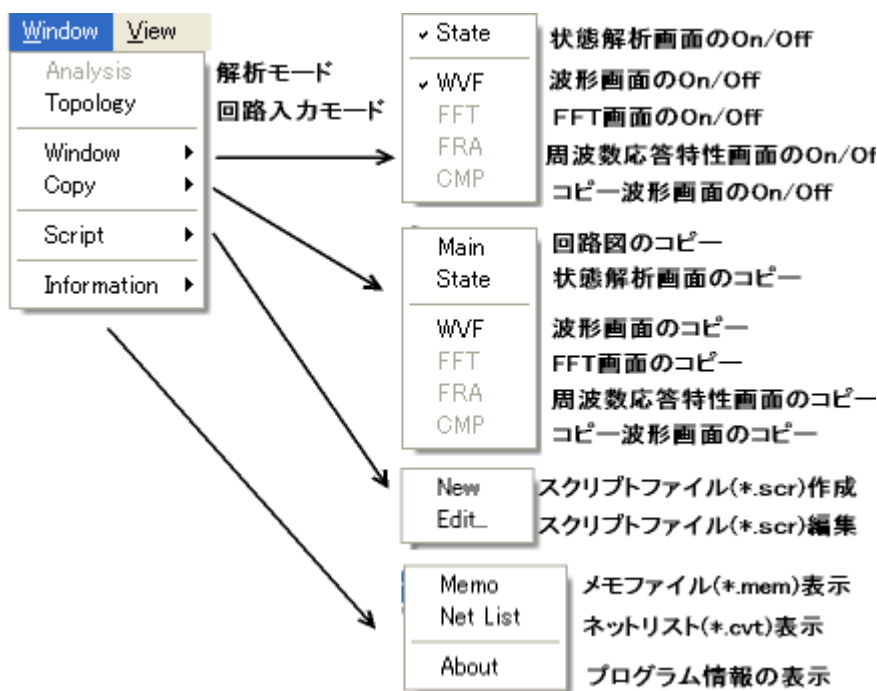 Window View
Analysis 解析モード
Topology 回路入力モード
Window
Copy
Script
Information
State 状態解析画面のOn/Off
WVF 波形画面のOn/Off
FFT FFT画面のOn/Off
FRA 周波数応答特性画面のOn/Of
CMP コピー波形画面のOn/Off
Main 回路図のコピー
State 状態解析画面のコピー
WVF 波形画面のコピー
FFT FFT画面のコピー
FRA 周波数応答特性画面のコピー
CMP コピー波形画面のコピー
New スクリプトファイル(*.scr)作成
Edit... スクリプトファイル(*.scr)編集
Memo メモファイル(*.mem)表示
Net List ネットリスト(*.cvt)表示
About プログラム情報の表示